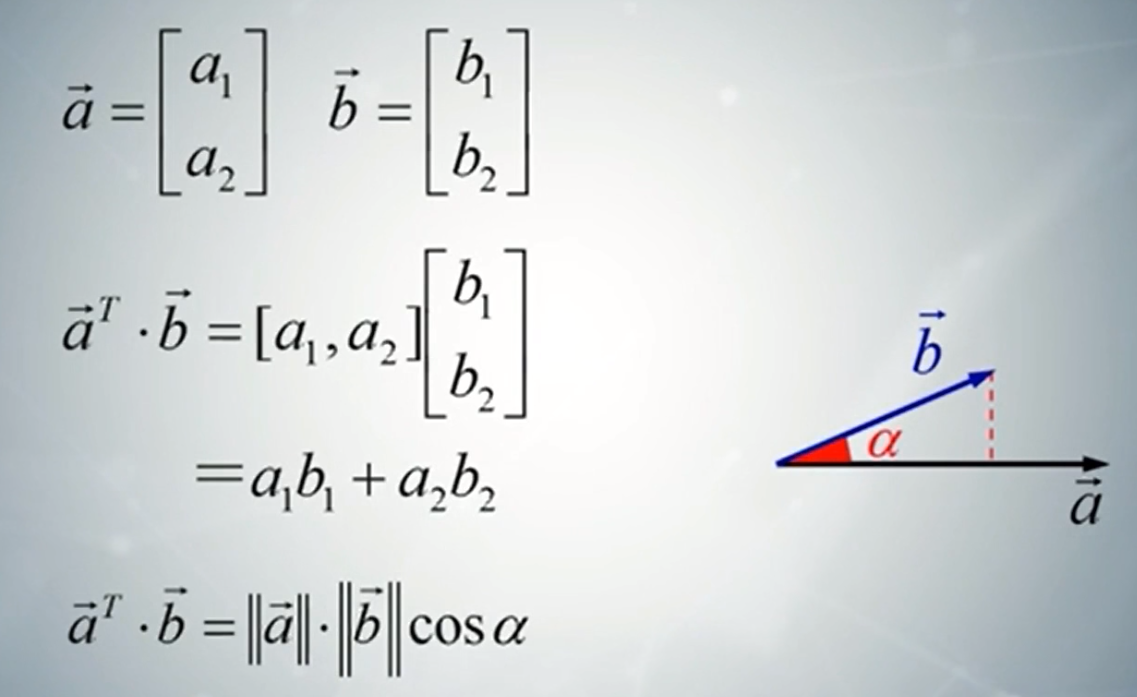 $\vec{a} = \begin{bmatrix} a_1 \\ a_2 \end{bmatrix} \quad \vec{b} = \begin{bmatrix} b_1 \\ b_2 \end{bmatrix}$
$\vec{a}^T \cdot \vec{b} = [a_1, a_2] \begin{bmatrix} b_1 \\ b_2 \end{bmatrix}$
$= a_1 b_1 + a_2 b_2$
$\vec{a}^T \cdot \vec{b} = \|\vec{a}\| \cdot \|\vec{b}\| \cos \alpha$
$\vec{b}$
$\alpha$
$\vec{a}$